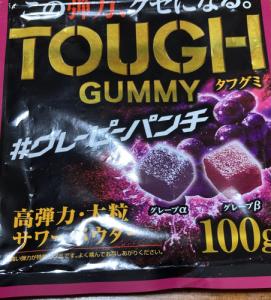 この弾力、クセになる。
TOUGH
GUMMY
タフグミ
#グレーピーパンチ
グレープα
グレープβ
高弾力・大粒
サワーパウダー
100g